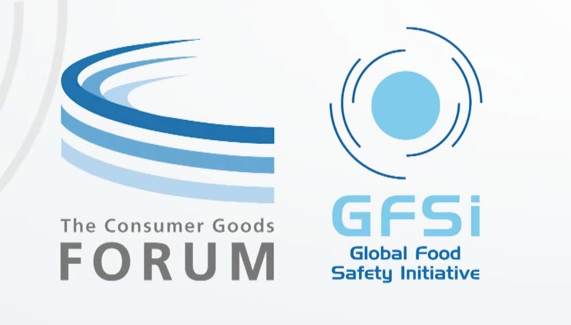 The Consumer Goods
FORUM
GFSi
Global Food
Safety Initiative